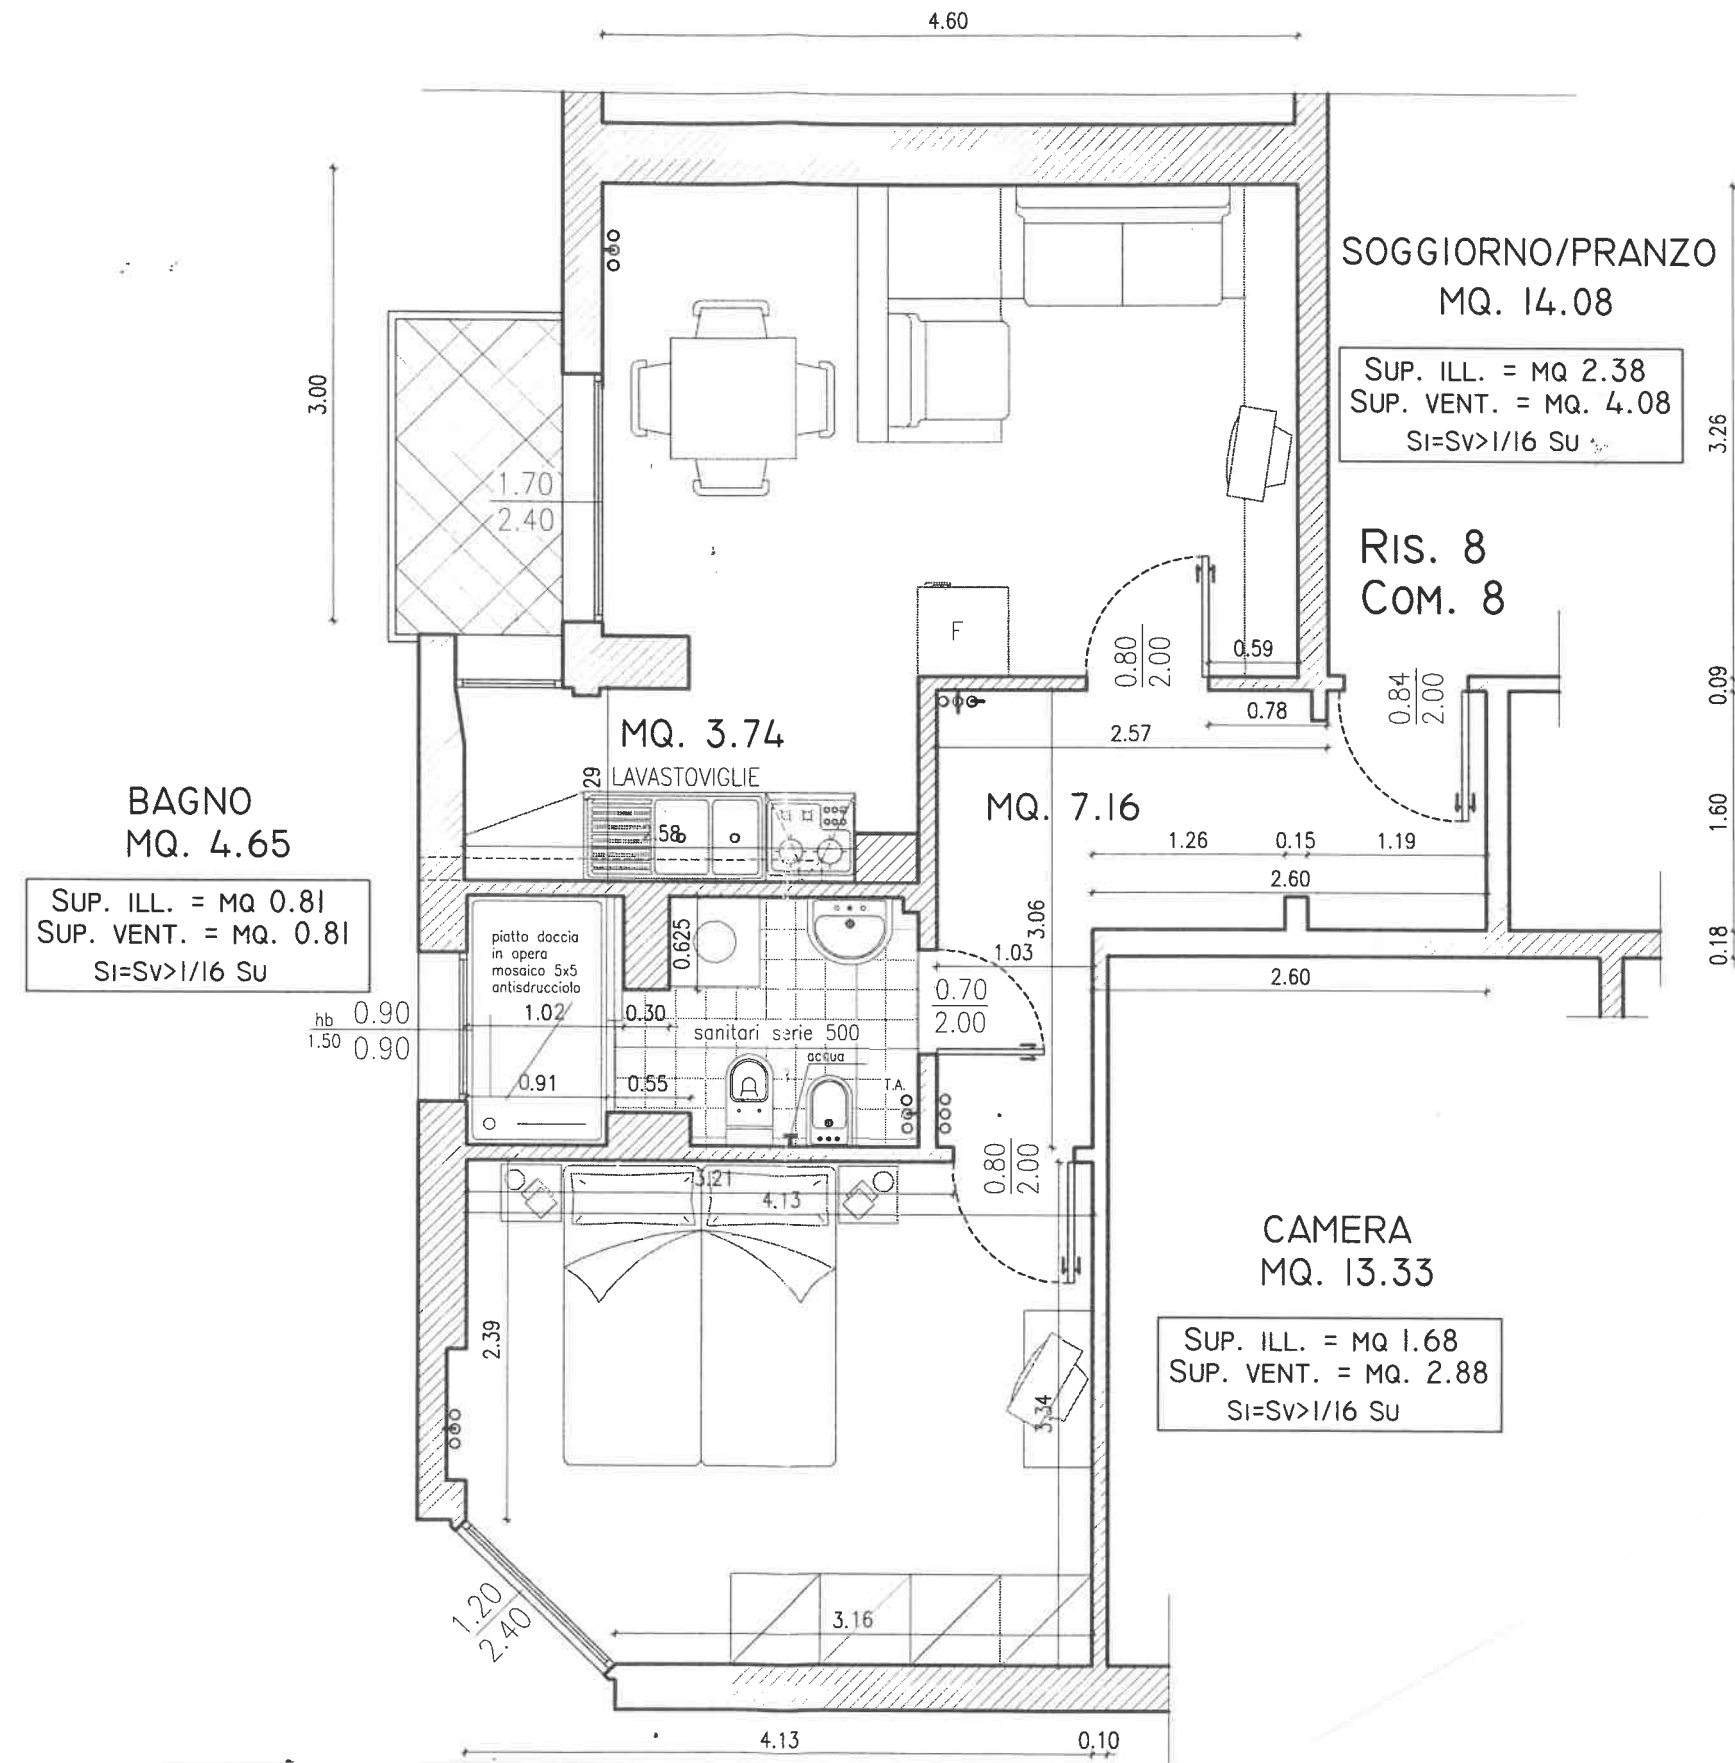 4.60
SOGGIORNO/PRANZO
MQ. 14.08
SUP. ILL. = MQ 2.38
SUP. VENT. = MQ. 4.08
SI=SV>1/16 SU
3.00
3.26
1.70
2.40
RIS. 8
COM. 8
F
0.80
2.00
0.59
0.84
2.00
0.09
0.78
2.57
MQ. 3.74
LAVASTOVIGLIE
29
.58
MQ. 7.16
1.60
1.26
0.15
1.19
2.60
BAGNO
MQ. 4.65
SUP. ILL. = MQ 0.81
SUP. VENT. = MQ. 0.81
SI=SV>1/16 SU
piatto doccia
in opera
mosaico 5x5
antisdrucciolo
0.625
3.06
1.03
0.18
2.60
hb
1.50
0.90
0.90
1.02
0.30
0.70
2.00
sanitari serie 500
acqua
0.91
0.55
T.A.
0.80
2.00
3.21
4.13
CAMERA
MQ. 13.33
SUP. ILL. = MQ 1.68
SUP. VENT. = MQ. 2.88
SI=SV>1/16 SU
2.39
3.34
1.20
2.40
3.16
4.13
0.10